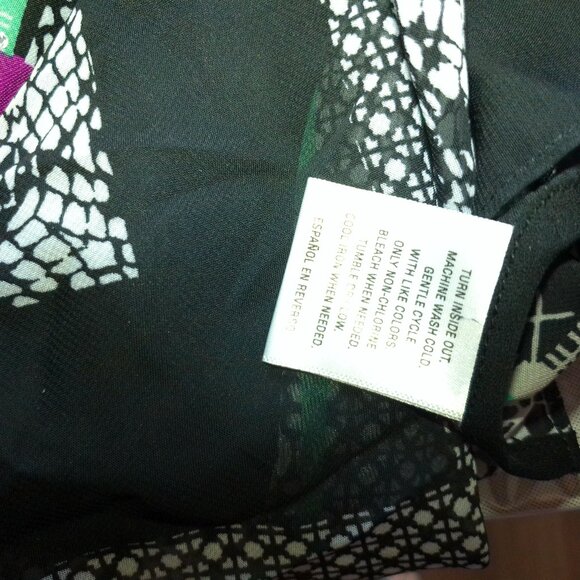 TURN INSIDE OUT.
MACHINE WASH COLD.
GENTLE CYCLE
WITH LIKE COLORS.
ONLY NON-CHLORINE
BLEACH WHEN NEEDED.
TUMBLE DRY LOW.
COOL IRON WHEN NEEDED.
ESPAÑOL EN REVERSO.